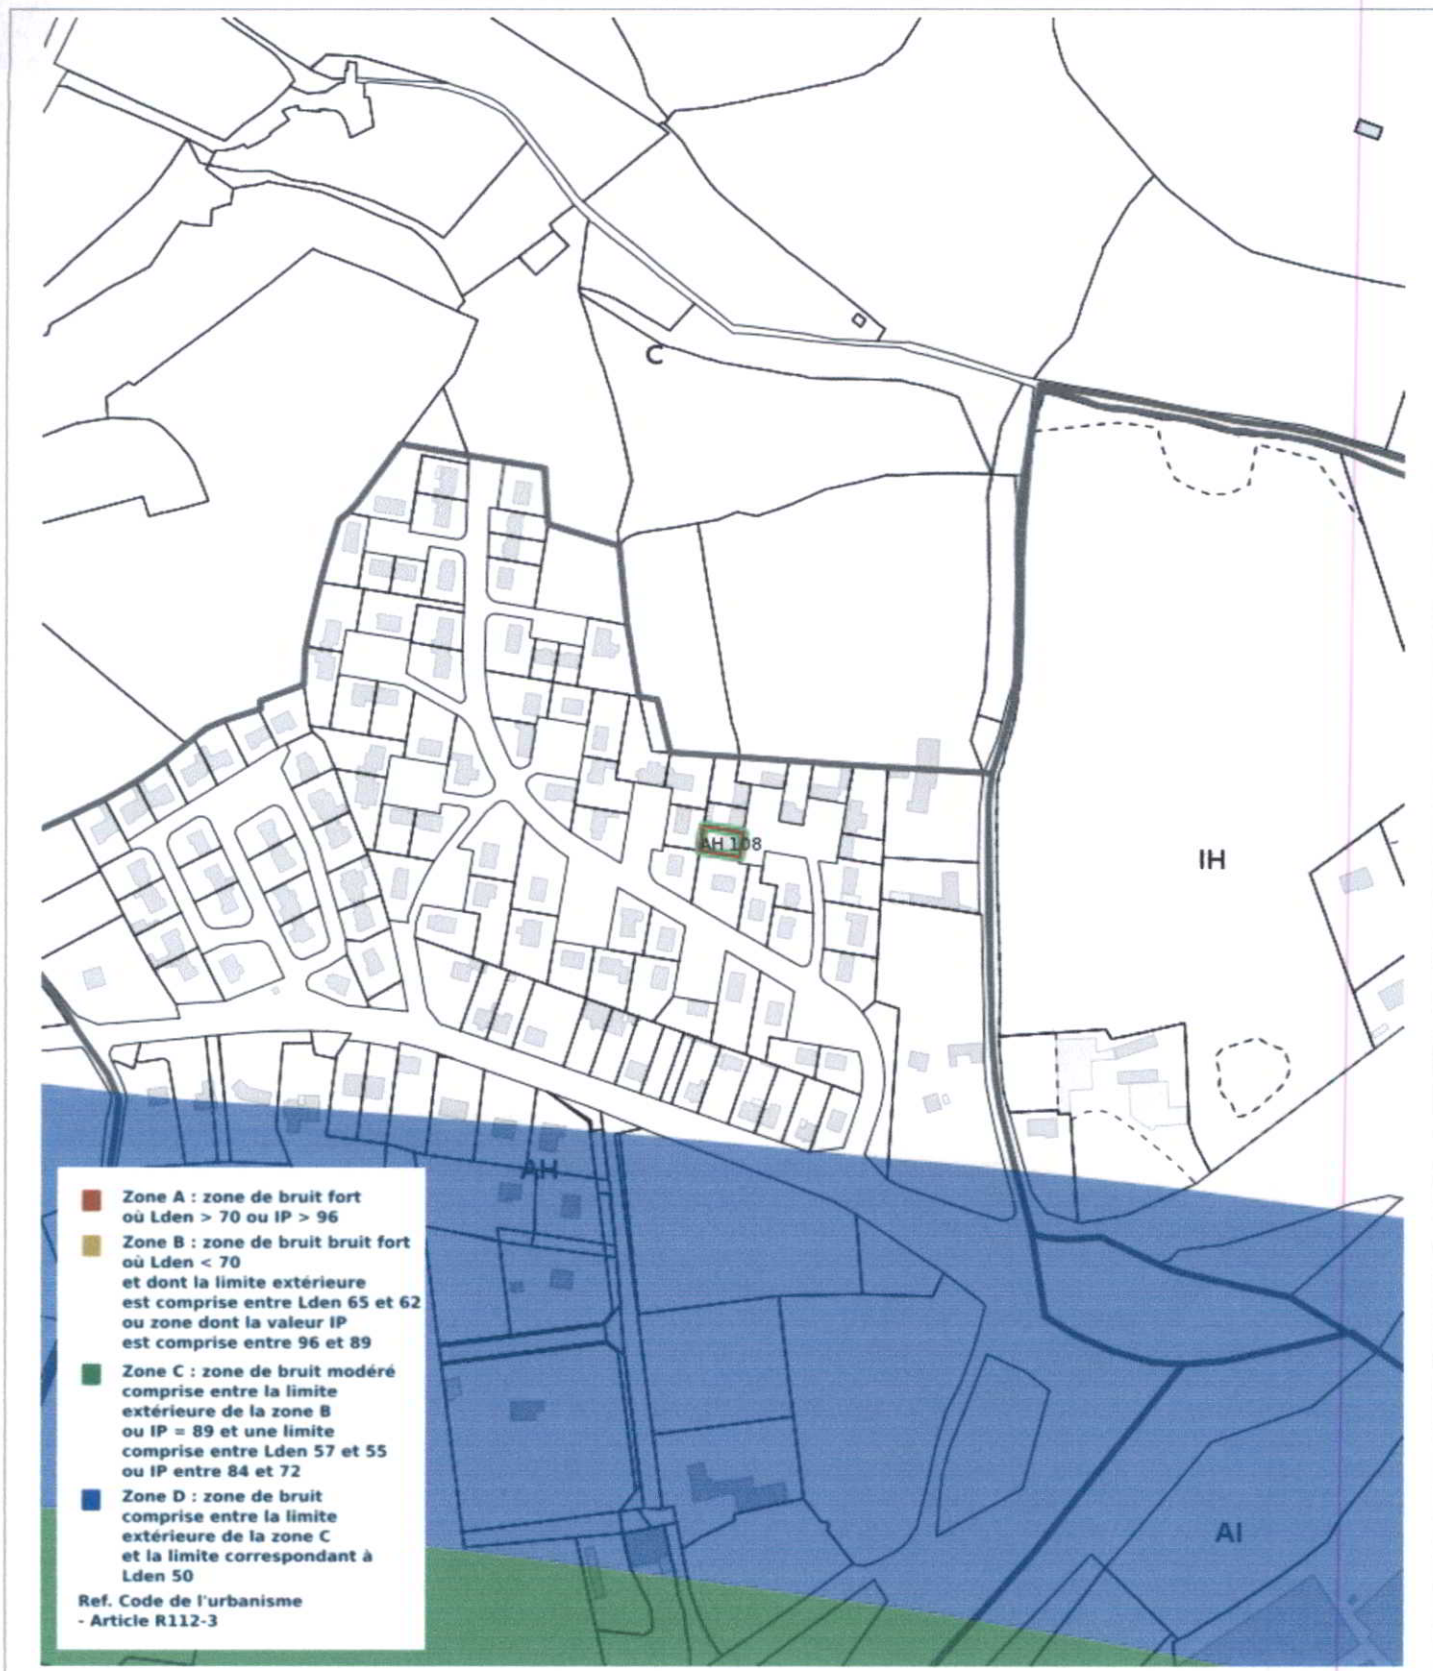 C
AH 108
IH
AH
Zone A : zone de bruit fort
où Lden > 70 ou IP > 96
Zone B : zone de bruit bruit fort
où Lden < 70
et dont la limite extérieure
est comprise entre Lden 65 et 62
ou zone dont la valeur IP
est comprise entre 96 et 89
Zone C : zone de bruit modéré
comprise entre la limite
extérieure de la zone B
ou IP = 89 et une limite
comprise entre Lden 57 et 55
ou IP entre 84 et 72
Zone D : zone de bruit
comprise entre la limite
extérieure de la zone C
et la limite correspondant à
Lden 50
Ref. Code de l'urbanisme
- Article R112-3
AI